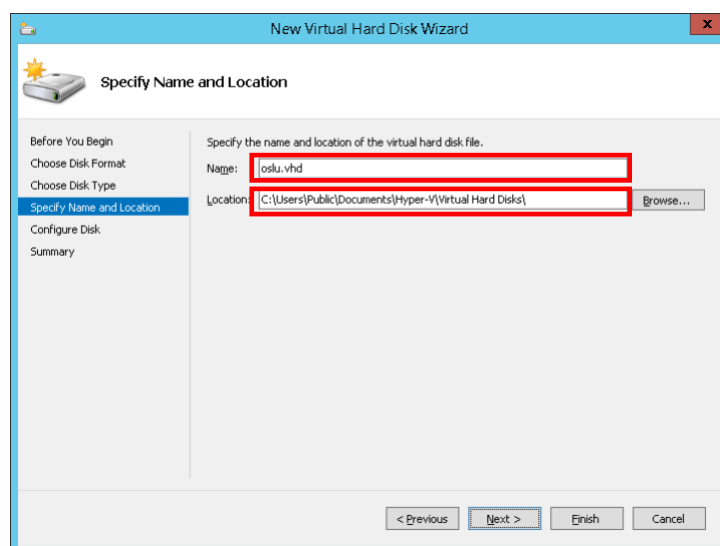 New Virtual Hard Disk Wizard
x
Specify Name and Location
Before You Begin
Choose Disk Format
Choose Disk Type
Specify Name and Location
Configure Disk
Summary
Specify the name and location of the virtual hard disk file.
Name: oslu.vhd
Location: C:\Users\Public\Documents\Hyper-V\Virtual Hard Disks\ Browse...
< Previous Next > Finish Cancel